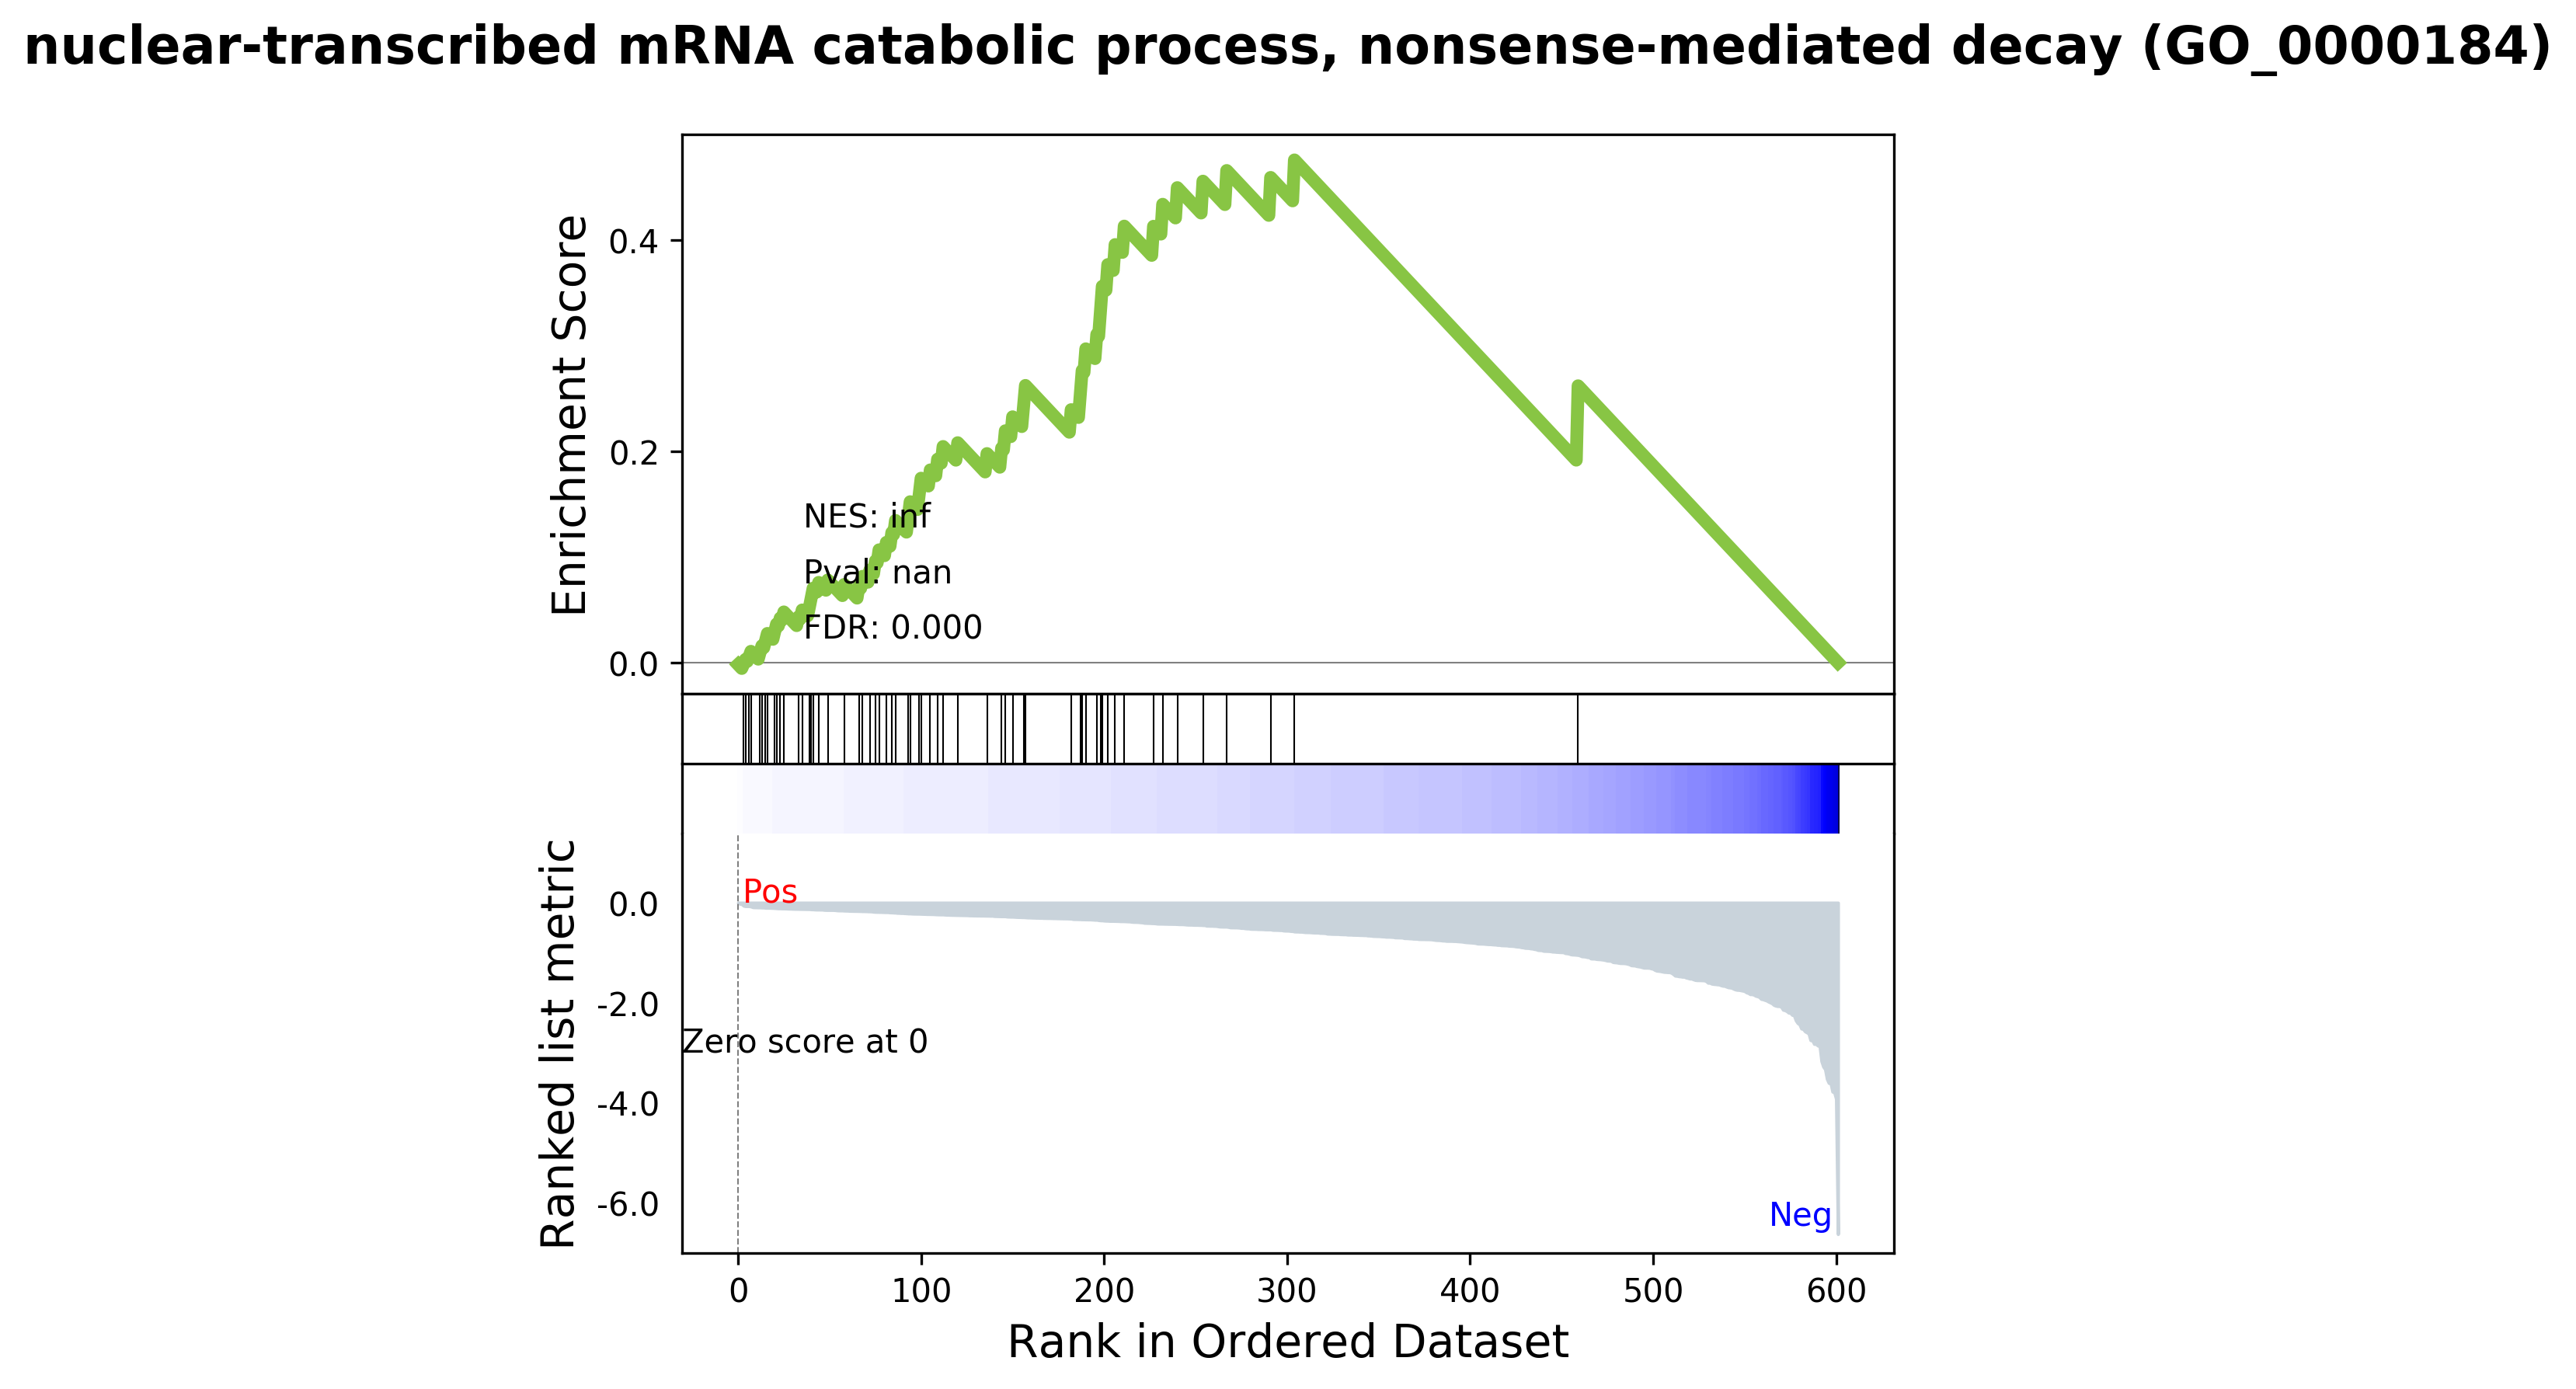 nuclear-transcribed mRNA catabolic process, nonsense-mediated decay (GO_0000184)
Enrichment Score
0.4
0.2
0.0
NES: inf
Pval: nan
FDR: 0.000
Ranked list metric
0.0
-2.0
-4.0
-6.0
Pos
Zero score at 0
Neg
0 100 200 300 400 500 600
Rank in Ordered Dataset